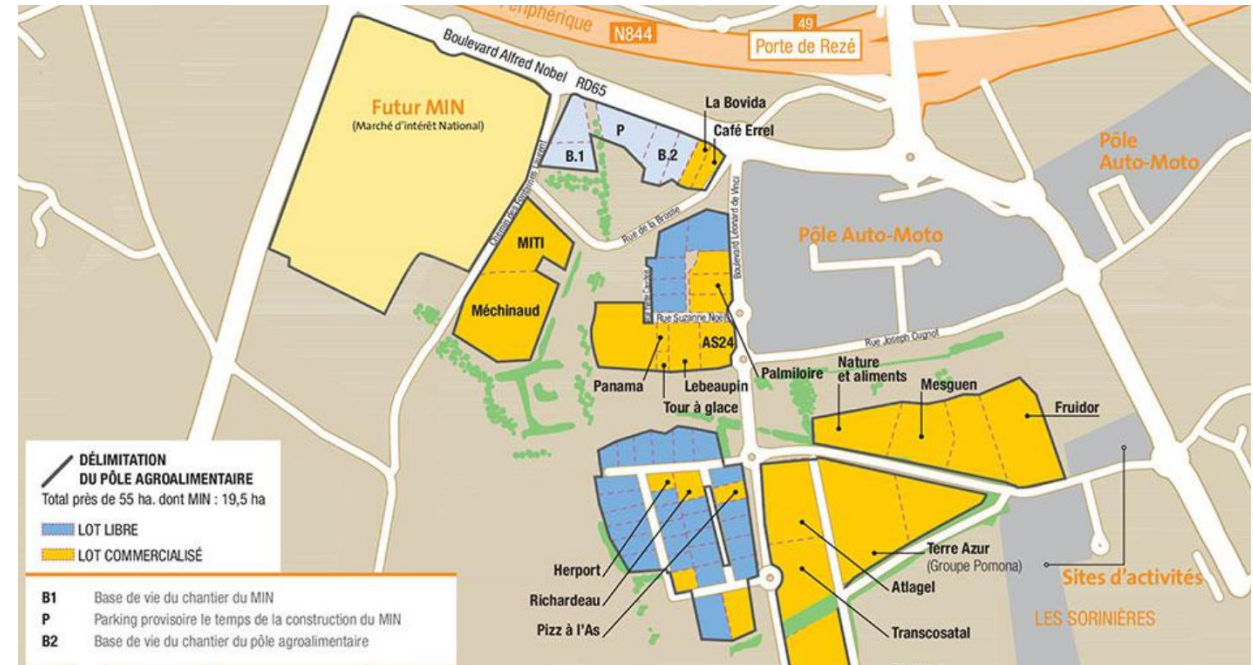 Périphérique
N844
49
Porte de Rezé
Boulevard Alfred Nobel RD65
Futur MIN
(Marché d'intérêt National)
La Bovida
Café Errel
P
B.1
B.2
Pôle
Auto-Moto
Chemin des Fontaines Laurent
Rue de la Brosse
Boulevard Léonard de Vinci
Pôle Auto-Moto
MITI
Méchinaud
Rue Suzanne Noël
AS24
Rue Joseph Cugnot
Panama
Lebeaupin
Palmiloire
Tour à glace
Nature
et aliments
Mesguen
Fruidor
DÉLIMITATION
DU PÔLE AGROALIMENTAIRE
Total près de 55 ha. dont MIN : 19,5 ha
LOT LIBRE
LOT COMMERCIALISÉ
Herport
Richardeau
Pizz à l'As
Terre Azur
(Groupe Pomona)
Atlagel
Transcosatal
Sites d'activités
LES SORINIÈRES
B1 Base de vie du chantier du MIN
P Parking provisoire le temps de la construction du MIN
B2 Base de vie du chantier du pôle agroalimentaire